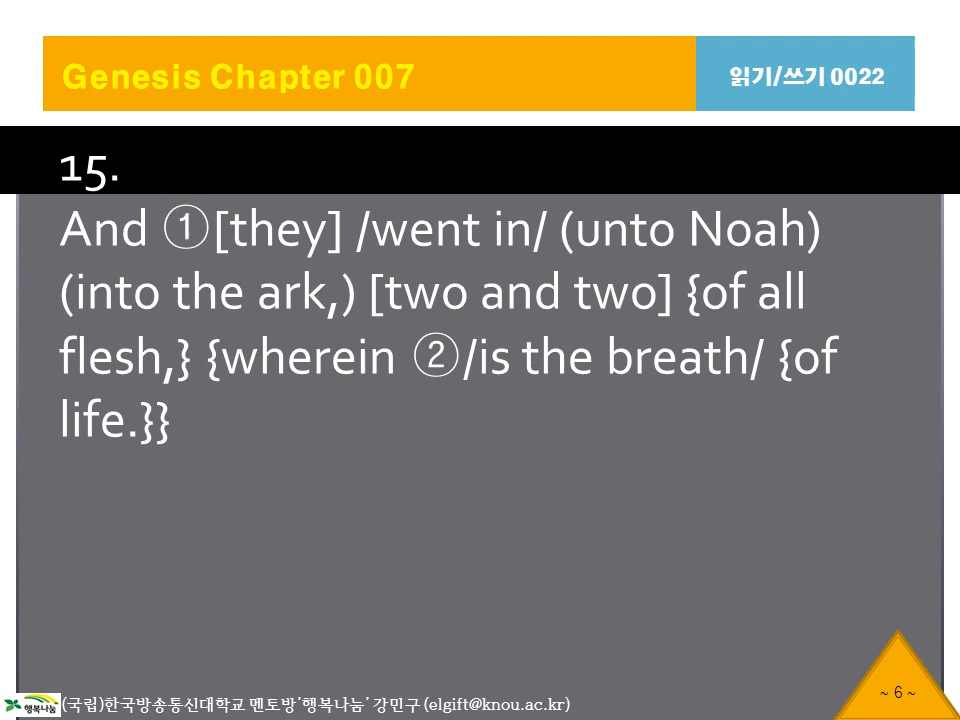 Genesis Chapter 007
읽기/쓰기 0022
15.
And ①[they] /went in/ (unto Noah)
(into the ark,) [two and two] {of all
flesh,} {wherein ②/is the breath/ {of
life.}}
~ 6 ~
행복나눔
(국립)한국방송통신대학교 멘토방'행복나눔' 강민구 (elgift@knou.ac.kr)